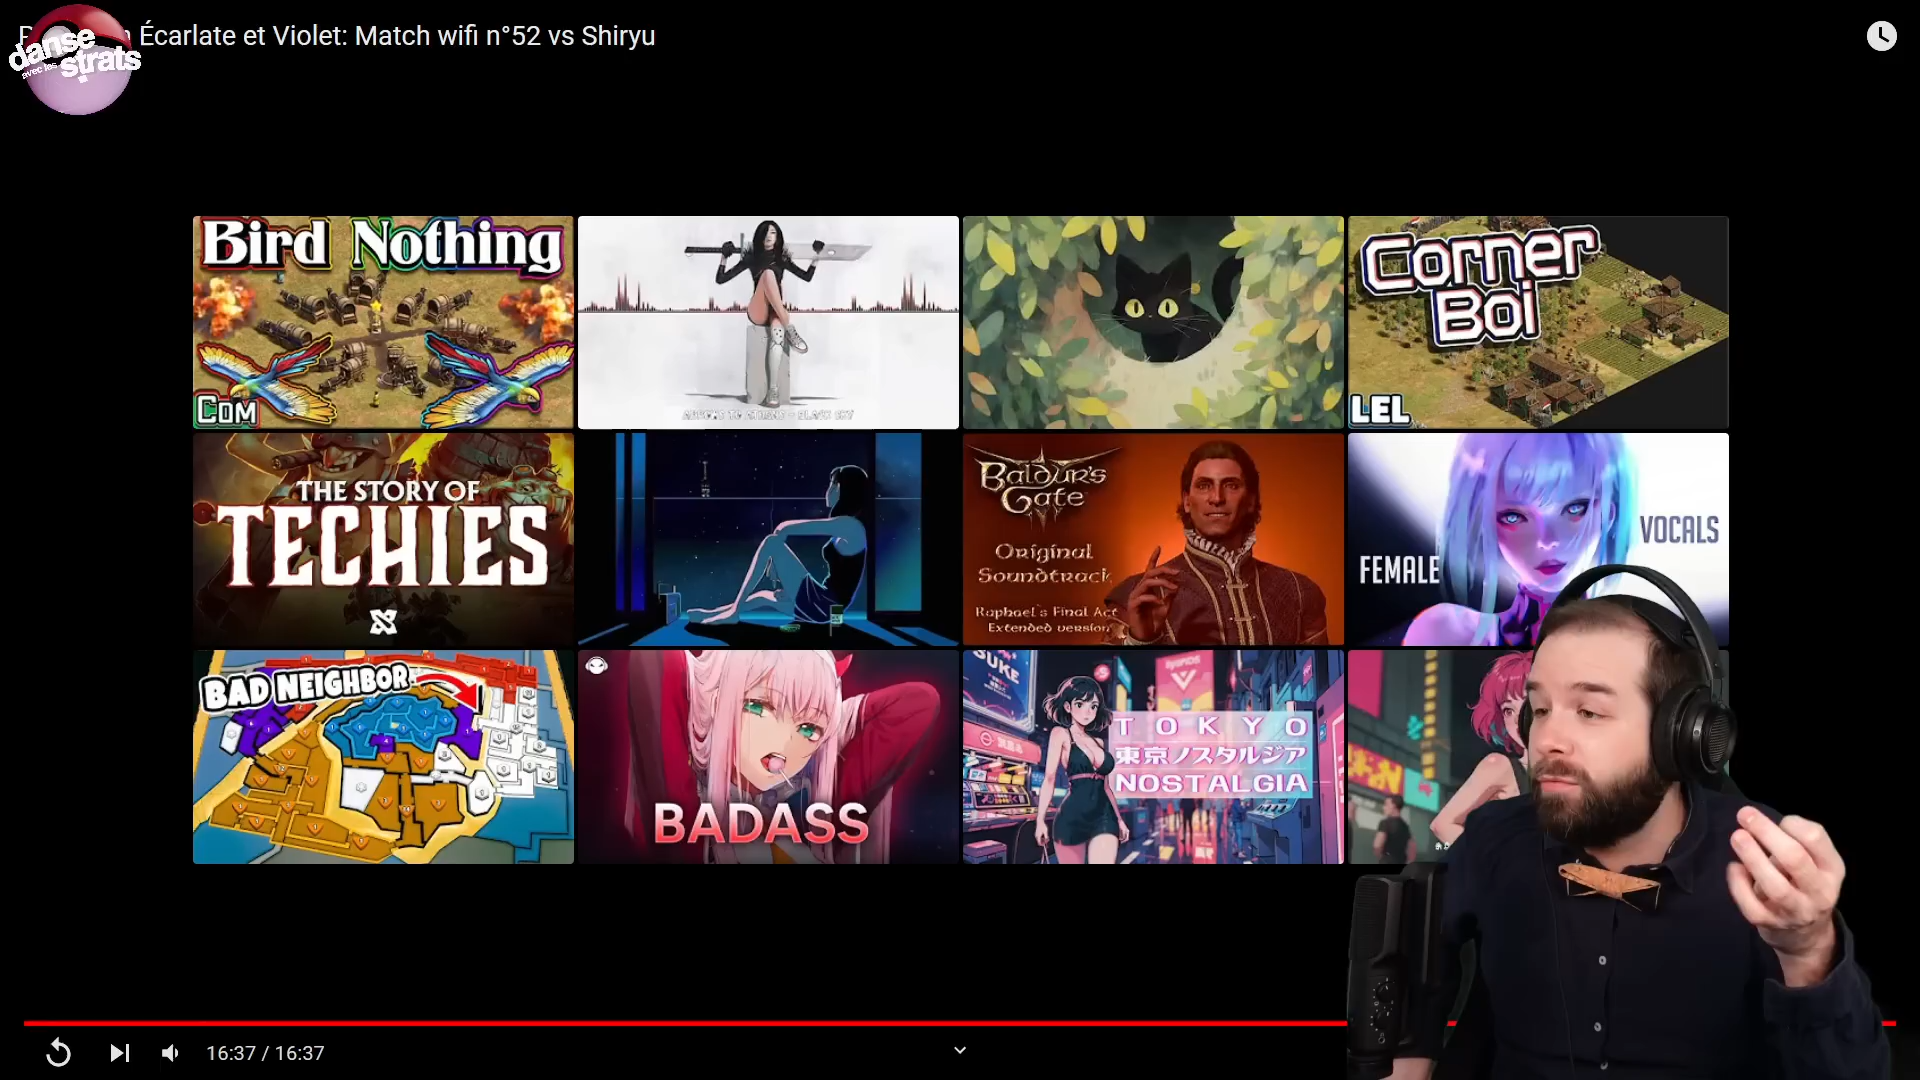 Écarlate et Violet: Match wifi n°52 vs Shiryu
danse
avec les
strats
Bird Nothing
COM
Corner
Boi
LEL
THE STORY OF
TECHIES
Baldur's
Gate
Original
Soundtrack
Raphael's Final Act
Extended version
FEMALE
VOCALS
BAD NEIGHBOR
BADASS
TOKYO
東京ノスタルジア
NOSTALGIA
16:37 / 16:37